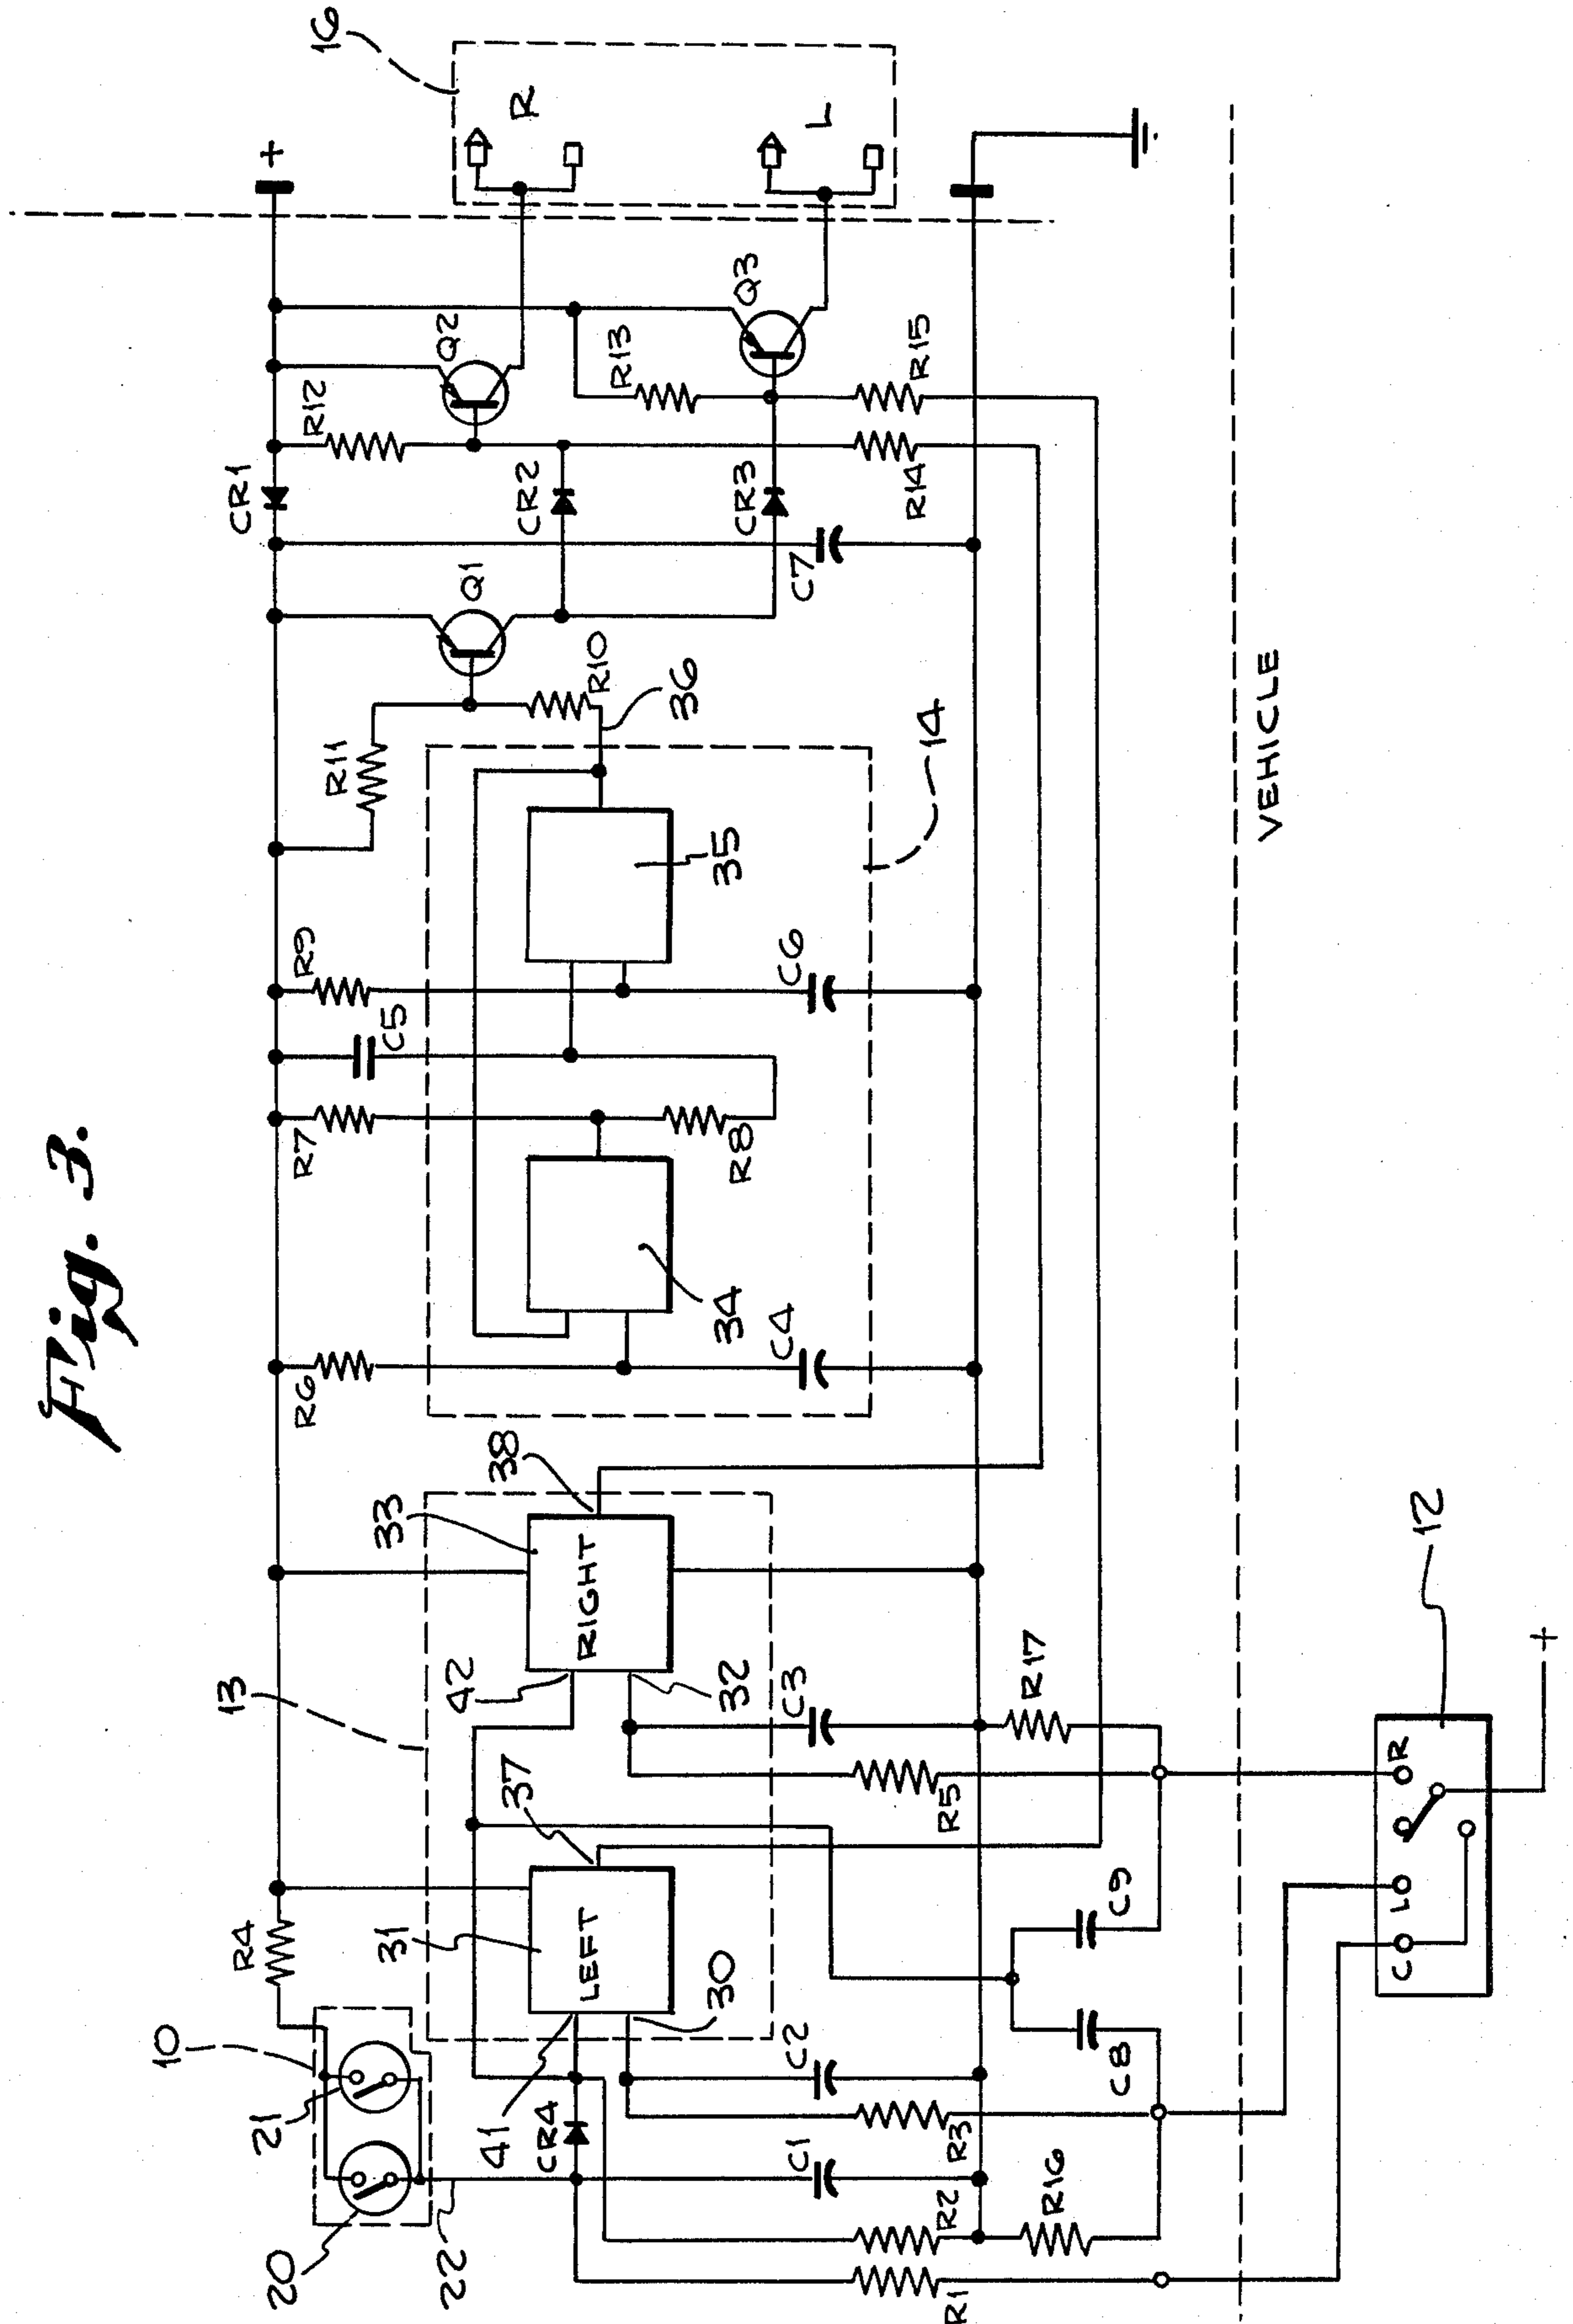 Fig. 3.
16
+
R
L
CR1
R12
Q2
R13
Q3
R15
R14
CR2
CR3
C7
Q1
R10
36
R11
14
35
R9
C5
C6
R7
R8
34
R6
C4
VEHICLE
13
33
38
RIGHT
42
32
C3
R17
R5
37
R4
31
LEFT
30
41
10
21
20
22
CR4
C2
C1
R3
R2
R16
R1
C8
C9
12
C L O R
+